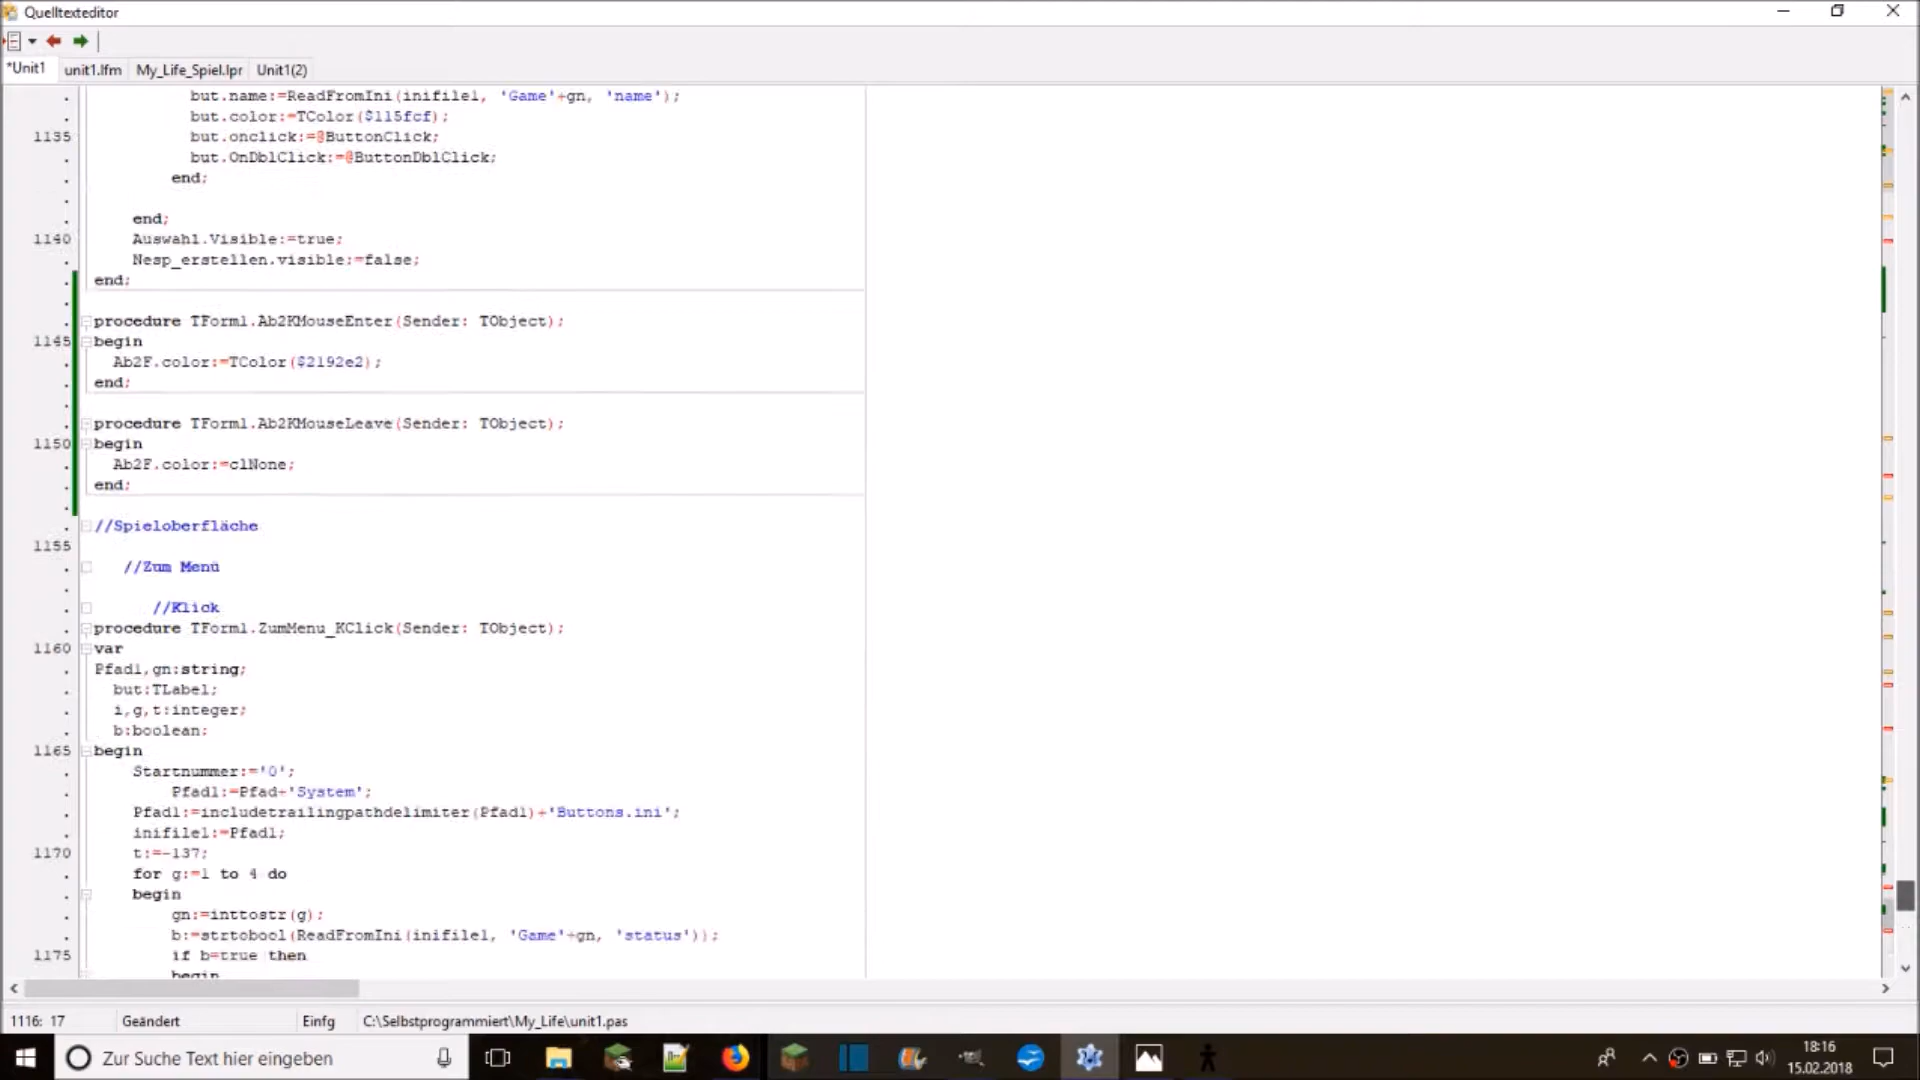 Quelltexteditor
*Unit1 unit1.lfm My_Life_Spiel.lpr Unit1(2)
but.name:=ReadFromIni(inifile1, 'Game'+gn, 'name');
but.color:=TColor($115fcf);
1135 but.onclick:=@ButtonClick;
but.OnDblClick:=@ButtonDblClick;
end;
end;
1140 Auswahl.Visible:=true;
Nesp_erstellen.visible:=false;
end;
procedure TForm1.Ab2KMouseEnter(Sender: TObject);
1145 begin
Ab2F.color:=TColor($2192e2);
end;
procedure TForm1.Ab2KMouseLeave(Sender: TObject);
1150 begin
Ab2F.color:=clNone;
end;
//Spieloberfläche
1155
//Zum Menü
//Klick
procedure TForm1.ZumMenu_KClick(Sender: TObject);
1160 var
Pfad1,gn:string;
but:TLabel;
i,g,t:integer;
b:boolean;
1165 begin
Startnummer:='0';
Pfad1:=Pfad+'System';
Pfad1:=includetrailingpathdelimiter(Pfad1)+'Buttons.ini';
inifile1:=Pfad1;
1170 t:=-137;
for g:=1 to 4 do
begin
gn:=inttostr(g);
b:=strtobool(ReadFromIni(inifile1, 'Game'+gn, 'status'));
1175 if b=true then
begin
1116: 17 Geändert Einfg C:\Selbstprogrammiert\My_Life\unit1.pas
Zur Suche Text hier eingeben
18:16
15.02.2018